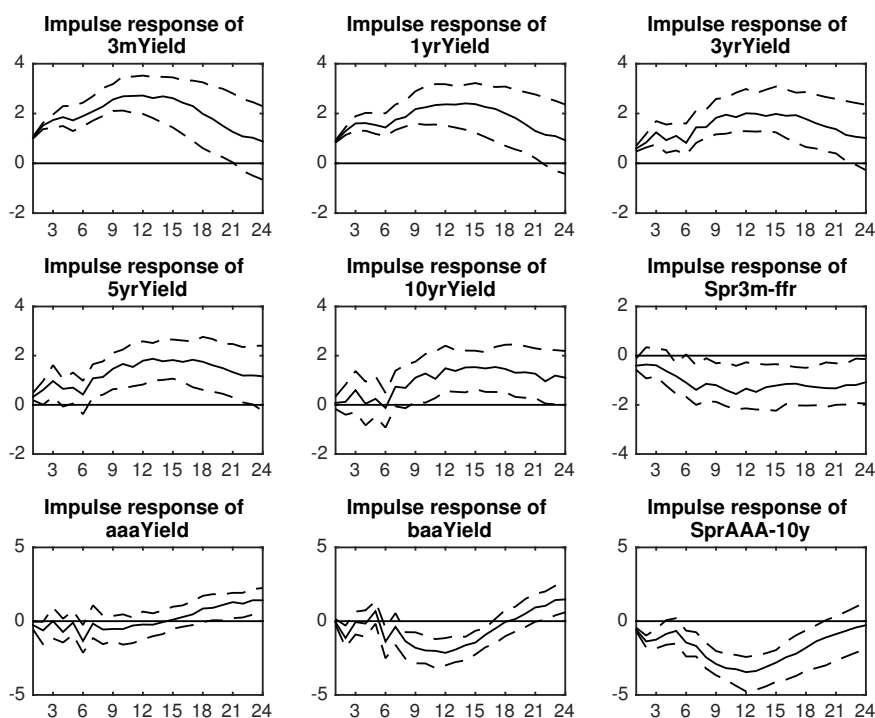 Impulse response of
3mYield
4
2
0
-2
3 6 9 12 15 18 21 24
Impulse response of
1yrYield
4
2
0
-2
3 6 9 12 15 18 21 24
Impulse response of
3yrYield
4
2
0
-2
3 6 9 12 15 18 21 24
Impulse response of
5yrYield
4
2
0
-2
3 6 9 12 15 18 21 24
Impulse response of
10yrYield
4
2
0
-2
3 6 9 12 15 18 21 24
Impulse response of
Spr3m-ffr
2
0
-2
-4
3 6 9 12 15 18 21 24
Impulse response of
aaaYield
5
0
-5
3 6 9 12 15 18 21 24
Impulse response of
baaYield
5
0
-5
3 6 9 12 15 18 21 24
Impulse response of
SprAAA-10y
5
0
-5
3 6 9 12 15 18 21 24